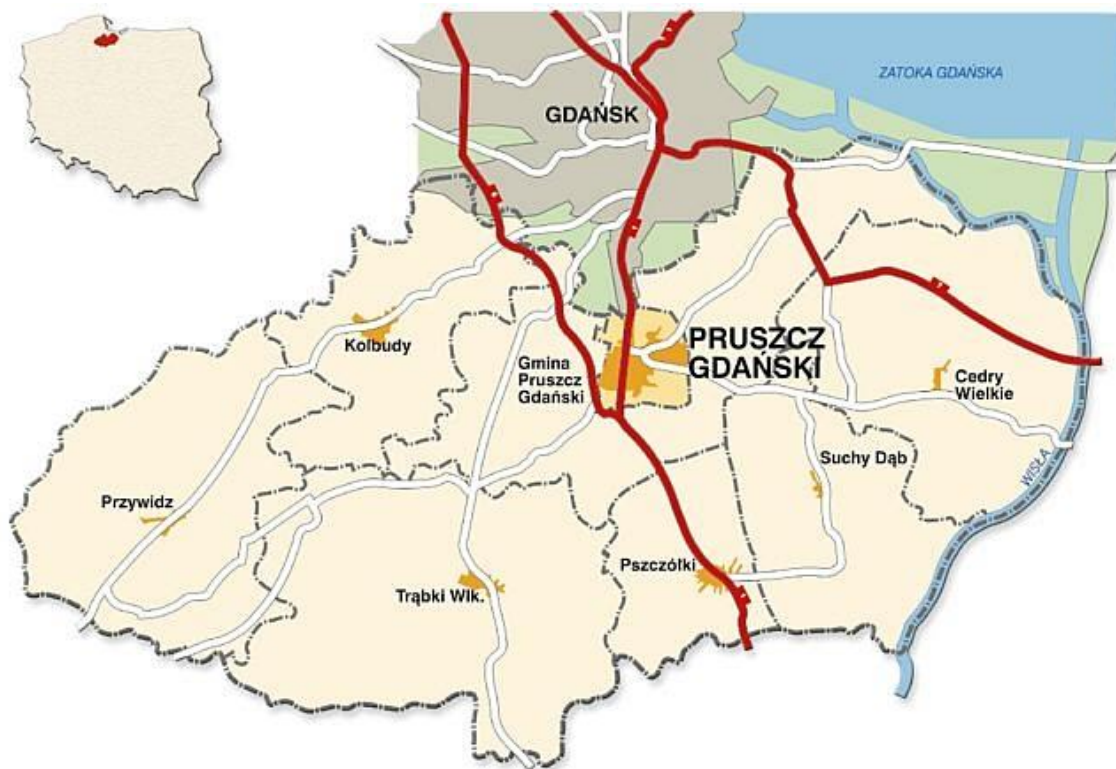 ZATOKA GDAŃSKA
GDAŃSK
PRUSZCZ
GDAŃSKI
Kolbudy
Gmina
Pruszcz
Gdański
Cedry
Wielkie
Suchy Dąb
WISŁA
Przywidz
Pszczółki
Trąbki Wlk.